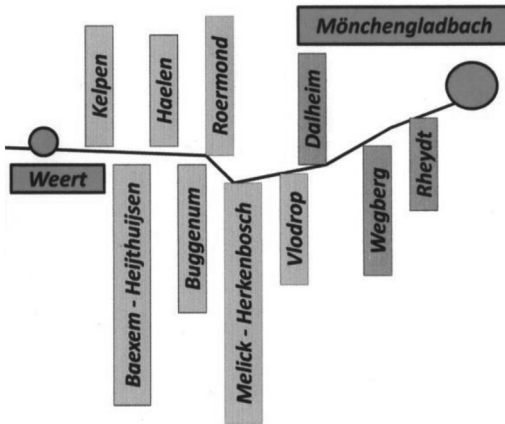 Mönchengladbach
Weert
Kelpen
Baexem - Heijthuijsen
Haelen
Buggenum
Roermond
Melick - Herkenbosch
Vlodrop
Dalheim
Wegberg
Rheydt